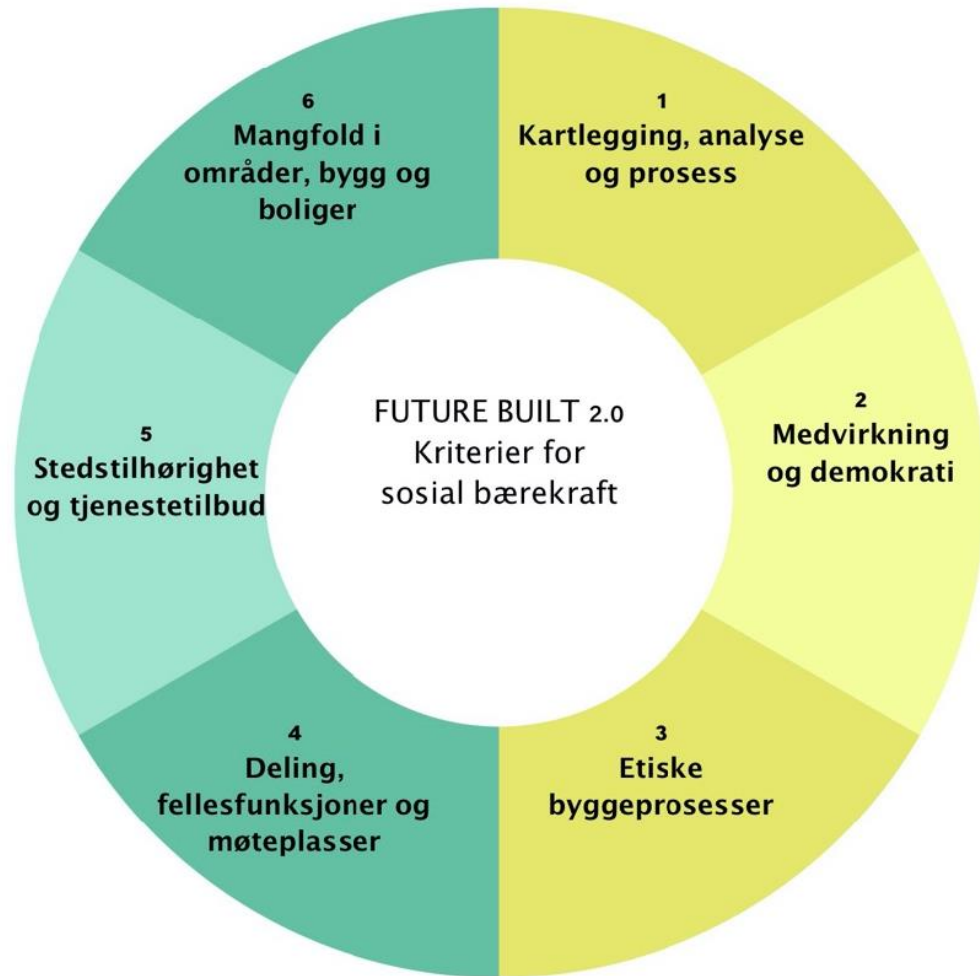 FUTURE BUILT 2.0
Kriterier for
sosial bærekraft
1
Kartlegging, analyse
og prosess
2
Medvirkning
og demokrati
3
Etiske
byggeprosesser
4
Deling,
fellesfunksjoner og
møteplasser
5
Stedstilhørighet
og tjenestetilbud
6
Mangfold i
områder, bygg og
boliger